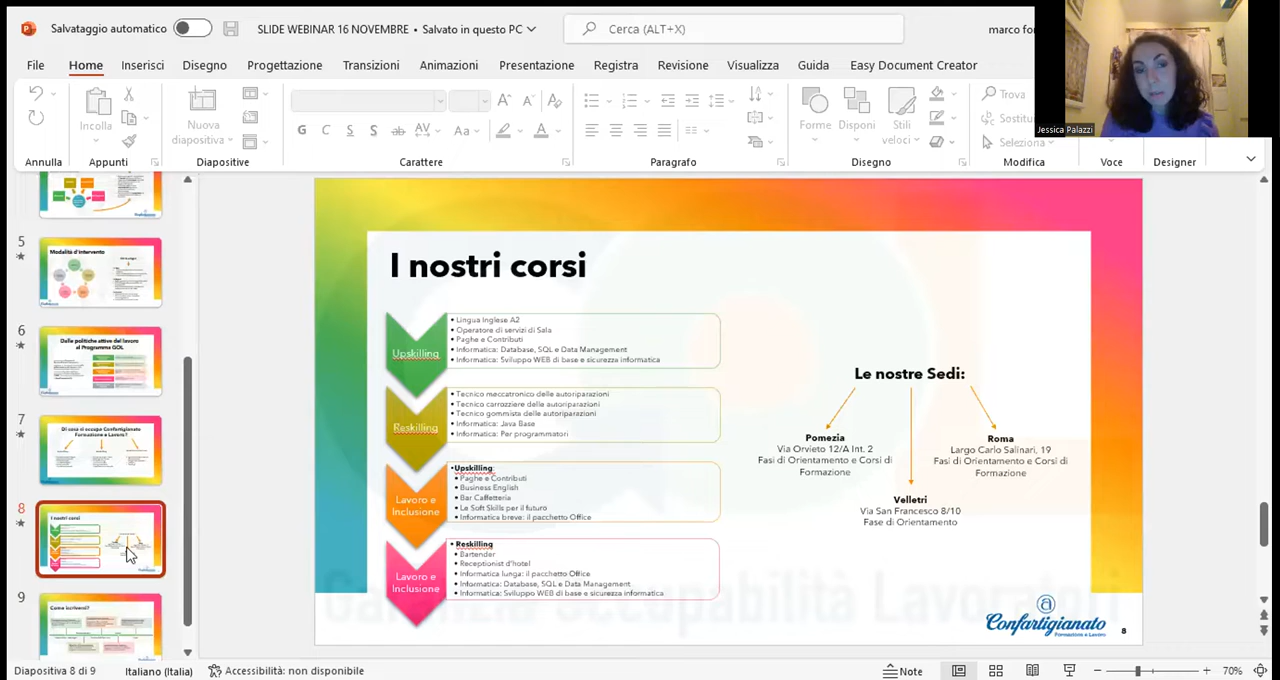 Salvataggio automatico
SLIDE WEBINAR 16 NOVEMBRE • Salvato in questo PC
Cerca (ALT+X)
marco for
Jessica Palazzi
File Home Inserisci Disegno Progettazione Transizioni Animazioni Presentazione Registra Revisione Visualizza Guida Easy Document Creator
Incolla
Nuova
diapositiva
G C S S ab AV Aa A
Forme
Disponi
Stili
veloci
Trova
Sostitu
Seleziona
Annulla Appunti Diapositive Carattere Paragrafo Disegno Modifica Voce Designer
5
Modalità d'intervento
6
Dalle politiche attive del lavoro
al Programma GOL
7
Di cosa si occupa Confartigianato
Formazione e Lavoro?
8
I nostri corsi
9
Come iscriversi?
I nostri corsi
Upskilling
• Lingua Inglese A2
• Operatore di servizi di Sala
• Paghe e Contributi
• Informatica: Database, SQL e Data Management
• Informatica: Sviluppo WEB di base e sicurezza informatica
Reskilling
• Tecnico meccatronico delle autoriparazioni
• Tecnico carrozziere delle autoriparazioni
• Tecnico gommista delle autoriparazioni
• Informatica: Java Base
• Informatica: Per programmatori
Lavoro e
Inclusione
• Upskilling:
• Paghe e Contributi
• Business English
• Bar Caffetteria
• Le Soft Skills per il futuro
• Informatica breve: il pacchetto Office
Lavoro e
Inclusione
• Reskilling
• Bartender
• Receptionist d'hotel
• Informatica lunga: il pacchetto Office
• Informatica: Database, SQL e Data Management
• Informatica: Sviluppo WEB di base e sicurezza informatica
Le nostre Sedi:
Pomezia
Via Orvieto 12/A Int. 2
Fasi di Orientamento e Corsi di
Formazione
Velletri
Via San Francesco 8/10
Fase di Orientamento
Roma
Largo Carlo Salinari, 19
Fasi di Orientamento e Corsi di
Formazione
Confartigianato
Formazione e Lavoro
8
Diapositiva 8 di 9 Italiano (Italia) Accessibilità: non disponibile Note 70%